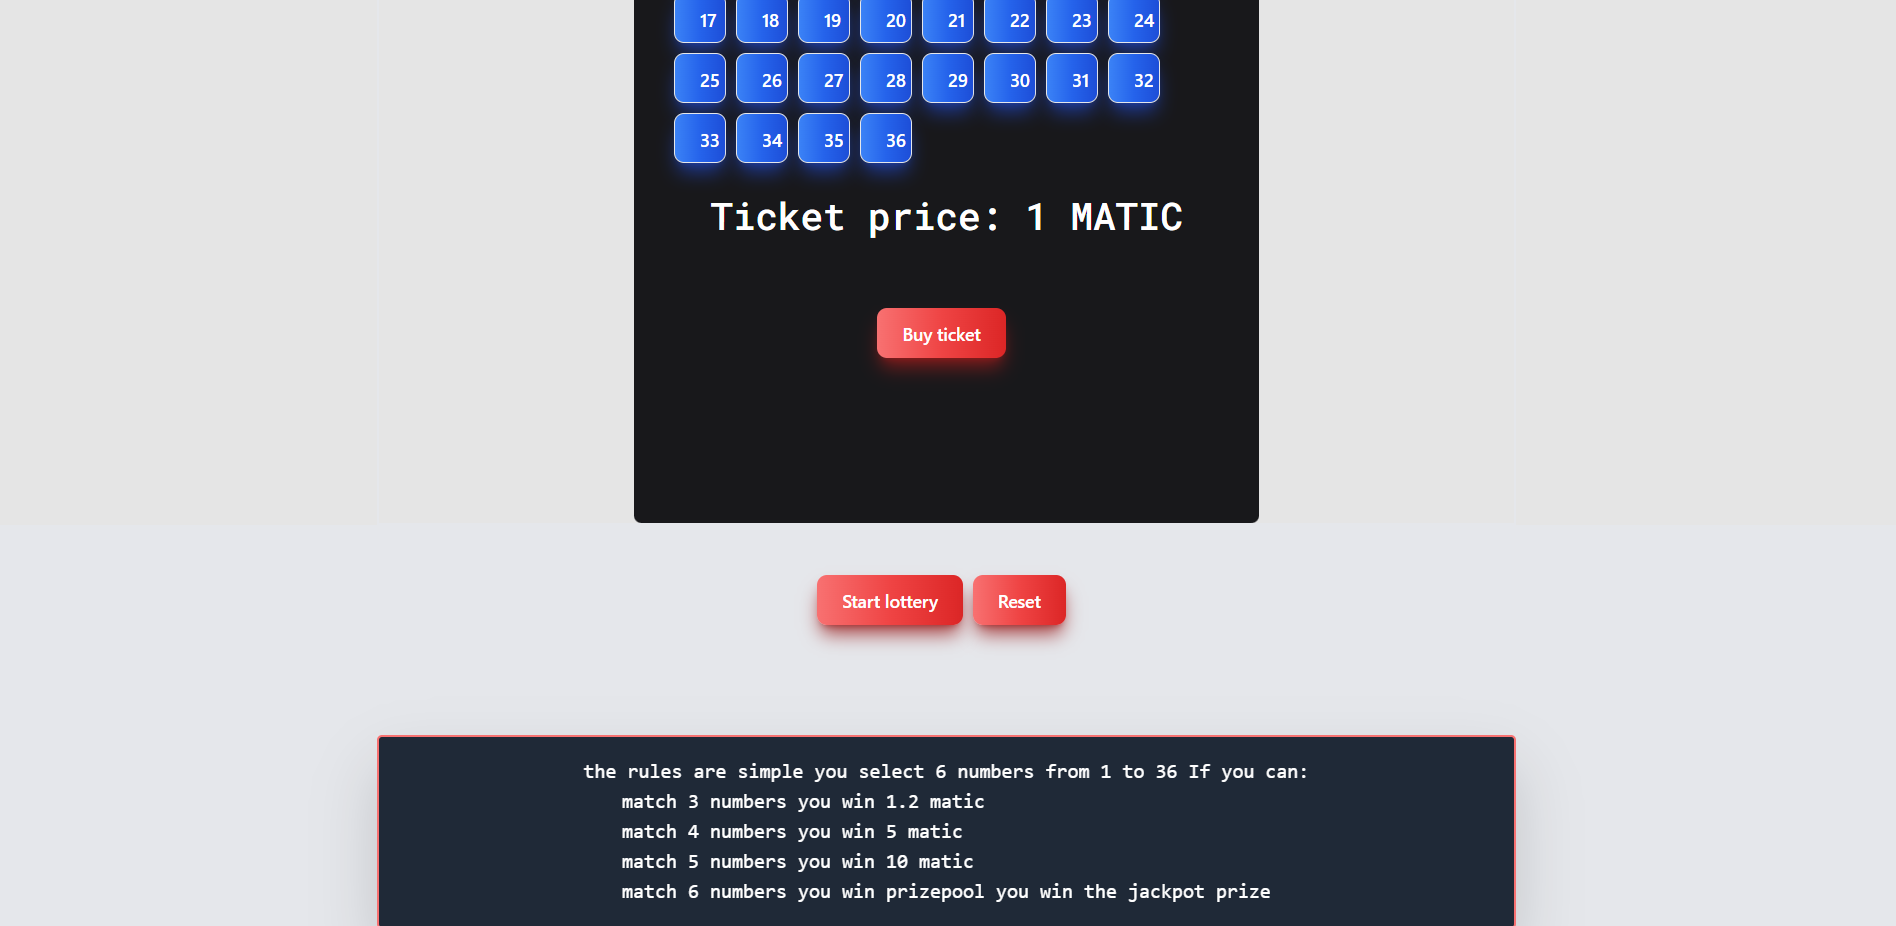 17 18 19 20 21 22 23 24
25 26 27 28 29 30 31 32
33 34 35 36
Ticket price: 1 MATIC
Buy ticket
Start lottery Reset
the rules are simple you select 6 numbers from 1 to 36 If you can:
match 3 numbers you win 1.2 matic
match 4 numbers you win 5 matic
match 5 numbers you win 10 matic
match 6 numbers you win prizepool you win the jackpot prize